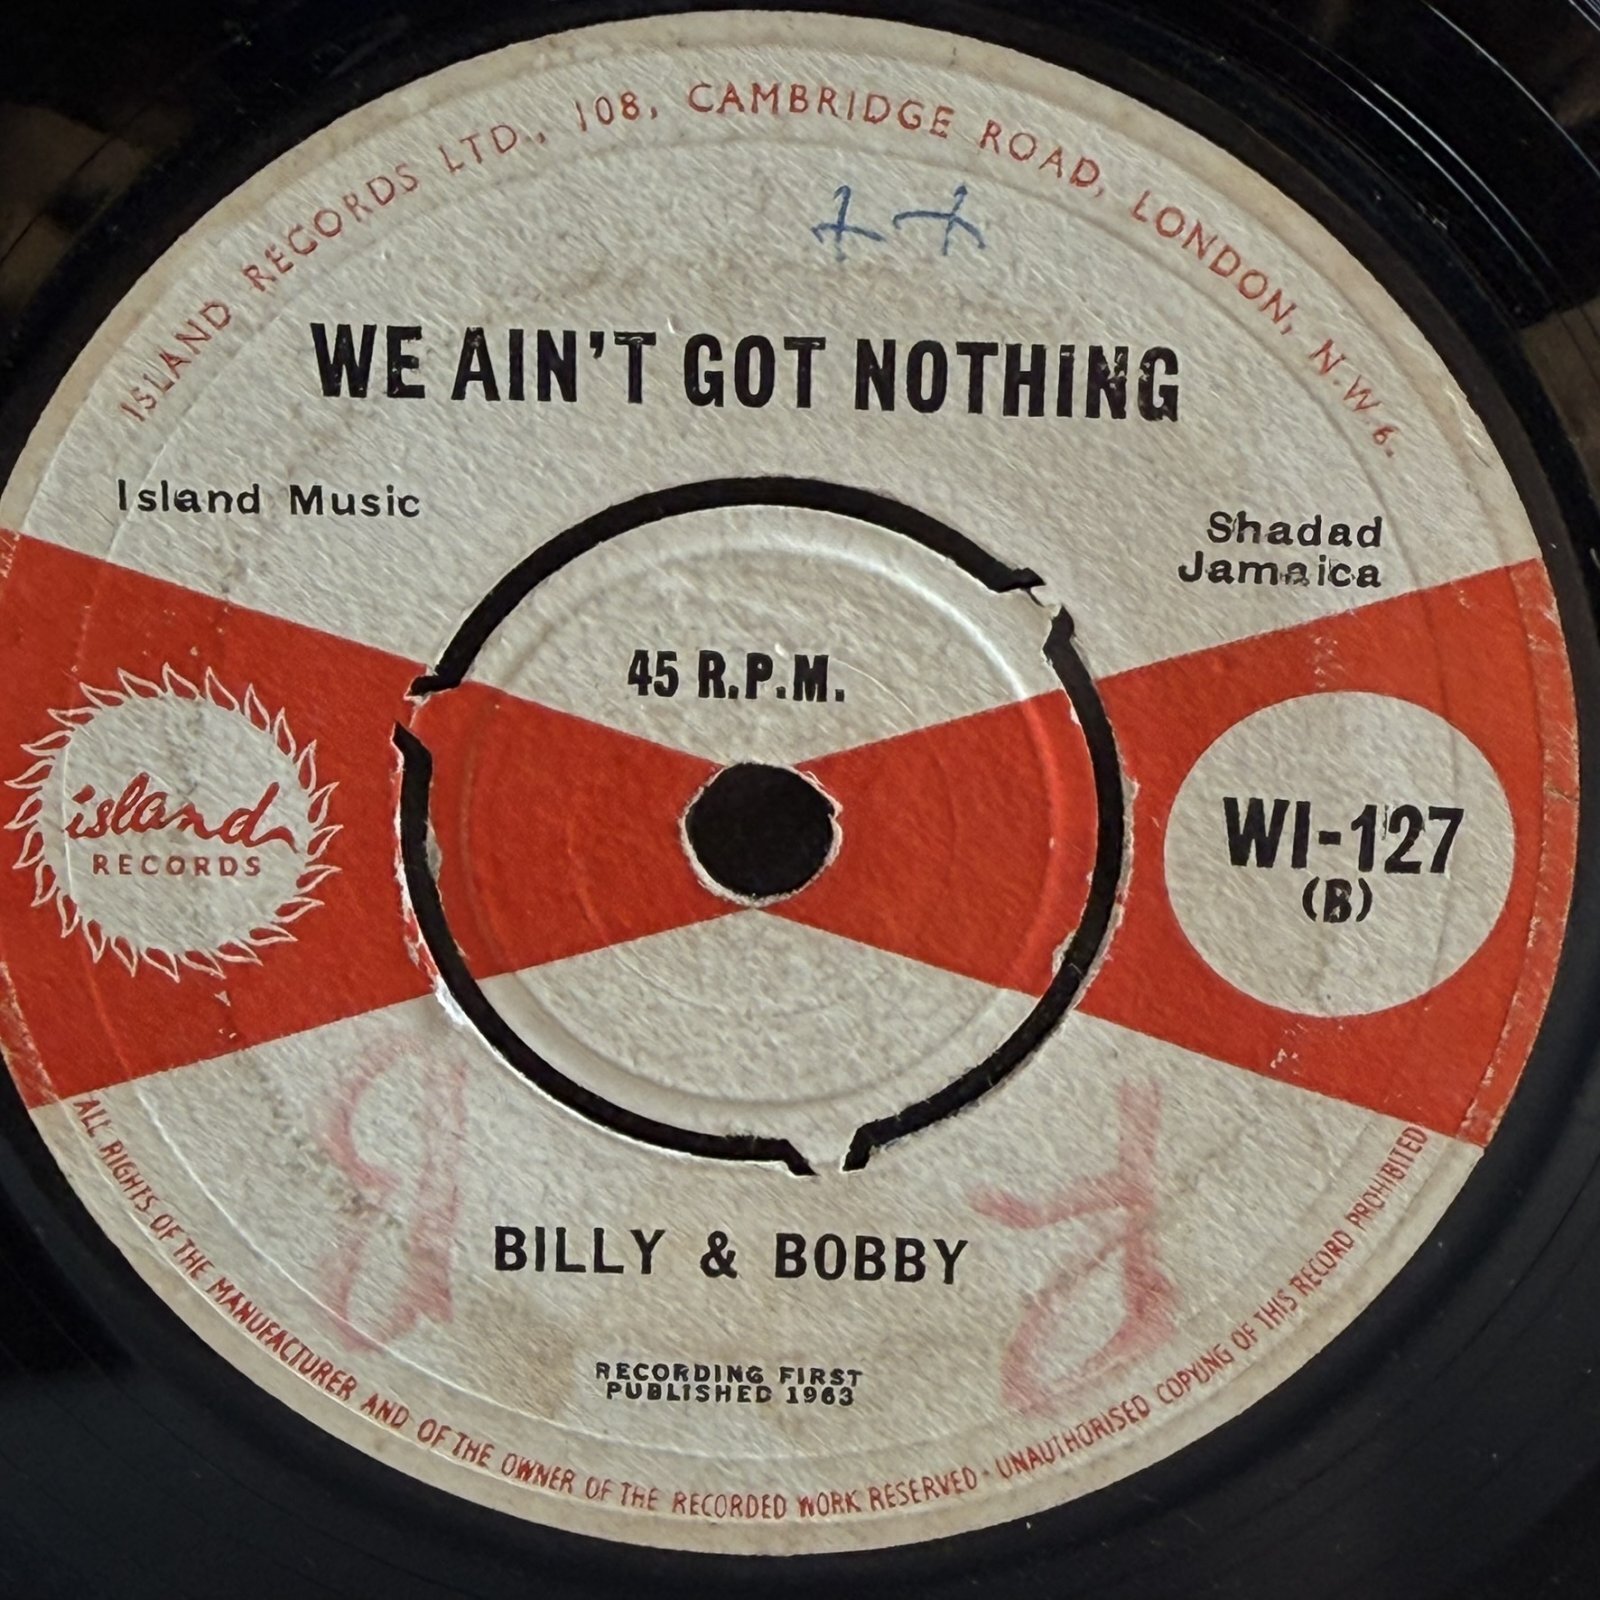 ISLAND RECORDS LTD., 108, CAMBRIDGE ROAD, LONDON, N.W.6.
++
WE AIN'T GOT NOTHING
Island Music
Shadad
Jamaica
45 R.P.M.
island
RECORDS
WI-127
(B)
BILLY & BOBBY
RECORDING FIRST
PUBLISHED 1963
ALL RIGHTS OF THE MANUFACTURER AND OF THE OWNER OF THE RECORDED WORK RESERVED · UNAUTHORISED COPYING OF THIS RECORD PROHIBITED